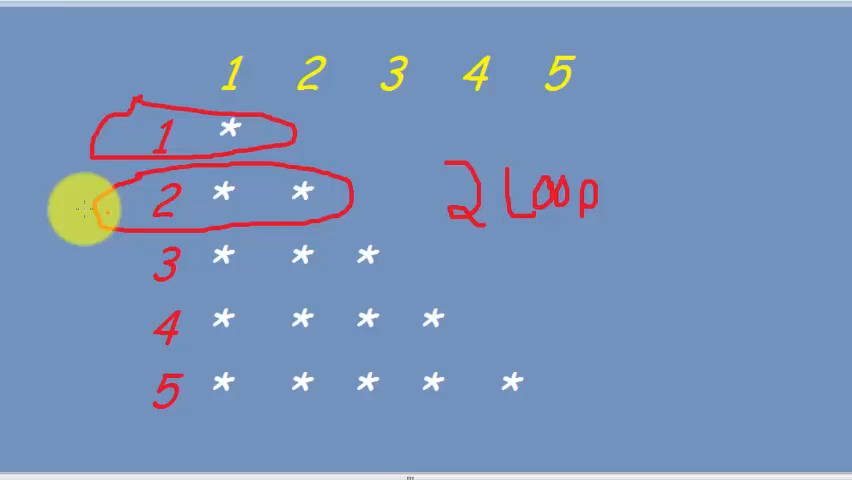 1 2 3 4 5
1 *
2 * * 2 Loop
3 * * *
4 * * * *
5 * * * * *